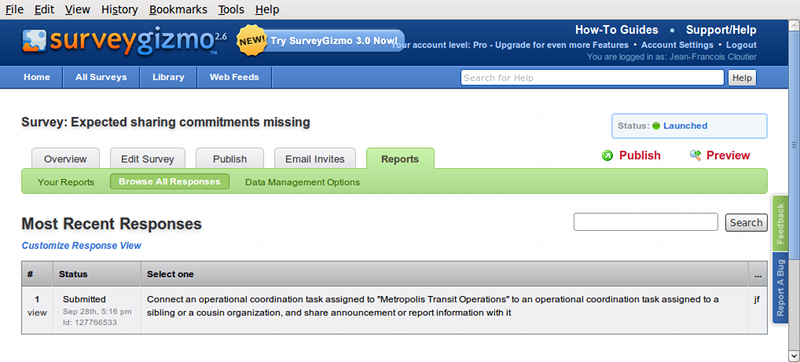 File Edit View History Bookmarks Tools Help
surveygizmo 2.6 ™
NEW! Try SurveyGizmo 3.0 Now!
How-To Guides • Support/Help
Your account level: Pro - Upgrade for even more Features • Account Settings • Logout
You are logged in as: Jean-Francois Cloutier
Home All Surveys Library Web Feeds Search for Help Help
Survey: Expected sharing commitments missing
Status: Launched
Overview Edit Survey Publish Email Invites Reports
Publish Preview
Your Reports Browse All Responses Data Management Options
Most Recent Responses
Search
Customize Response View
Feedback
Report A Bug
# Status Select one ...
1 Submitted Connect an operational coordination task assigned to "Metropolis Transit Operations" to an operational coordination task assigned to a jf
view Sep 28th, 5:16 pm sibling or a cousin organization, and share announcement or report information with it
Id: 127766533